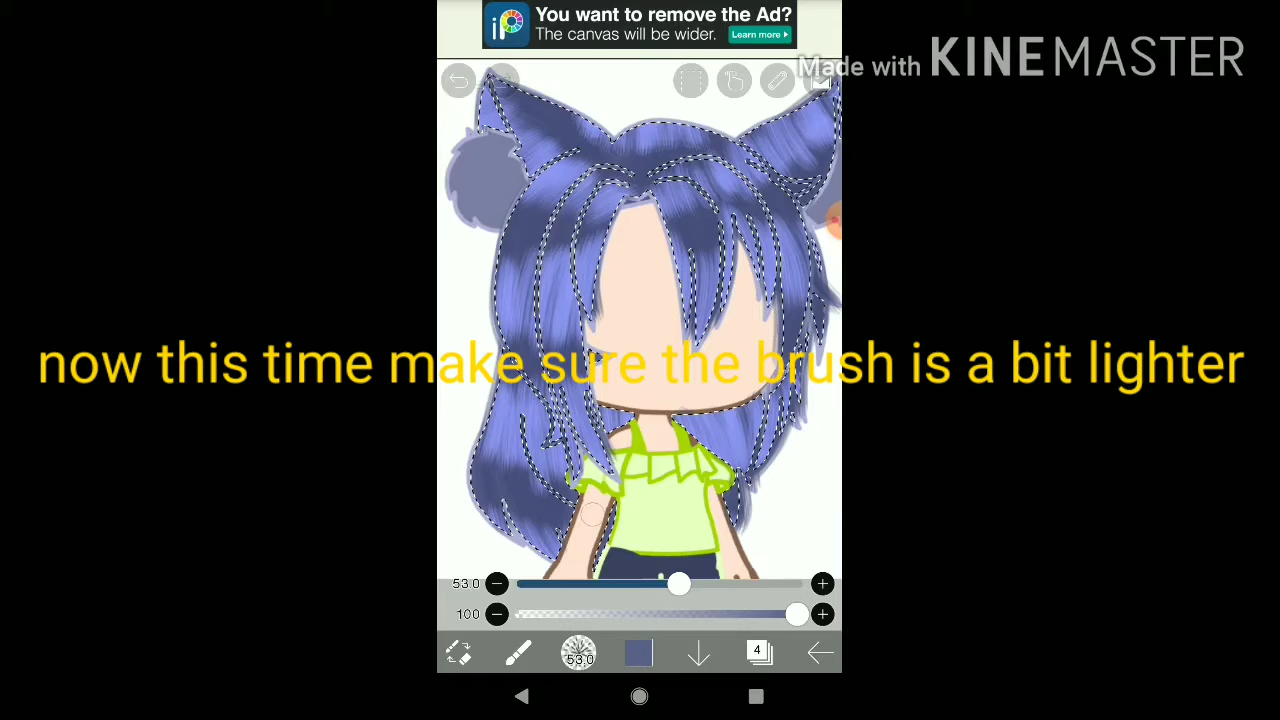 You want to remove the Ad?
The canvas will be wider.
Learn more
Made with KINEMASTER
now this time make sure the brush is a bit lighter
53.0
100
53.0
4